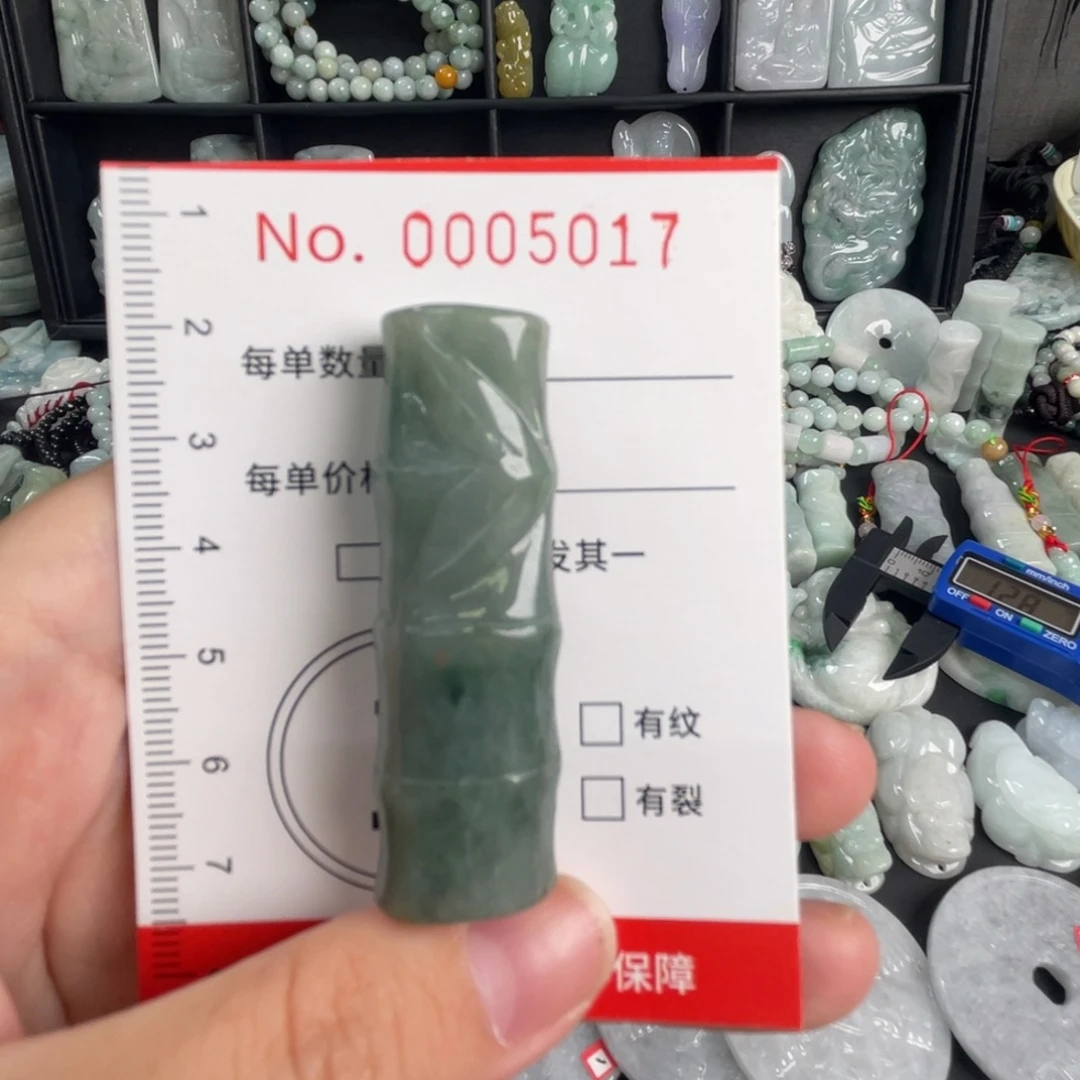 No. 0005017
每单数量
每单价
发其一
有纹
有裂
保障
1
2
3
4
5
6
7
mm/inch
OFF
ON
ZERO